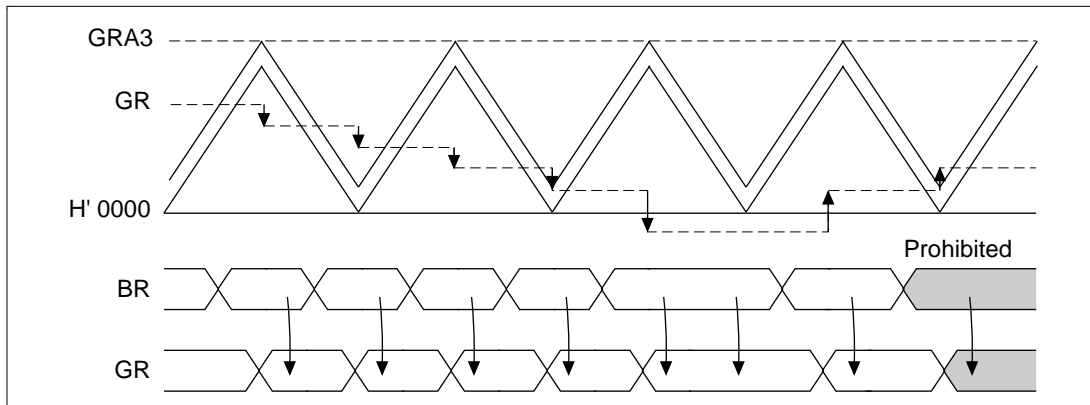 GRA3
GR
H' 0000
Prohibited
BR
GR